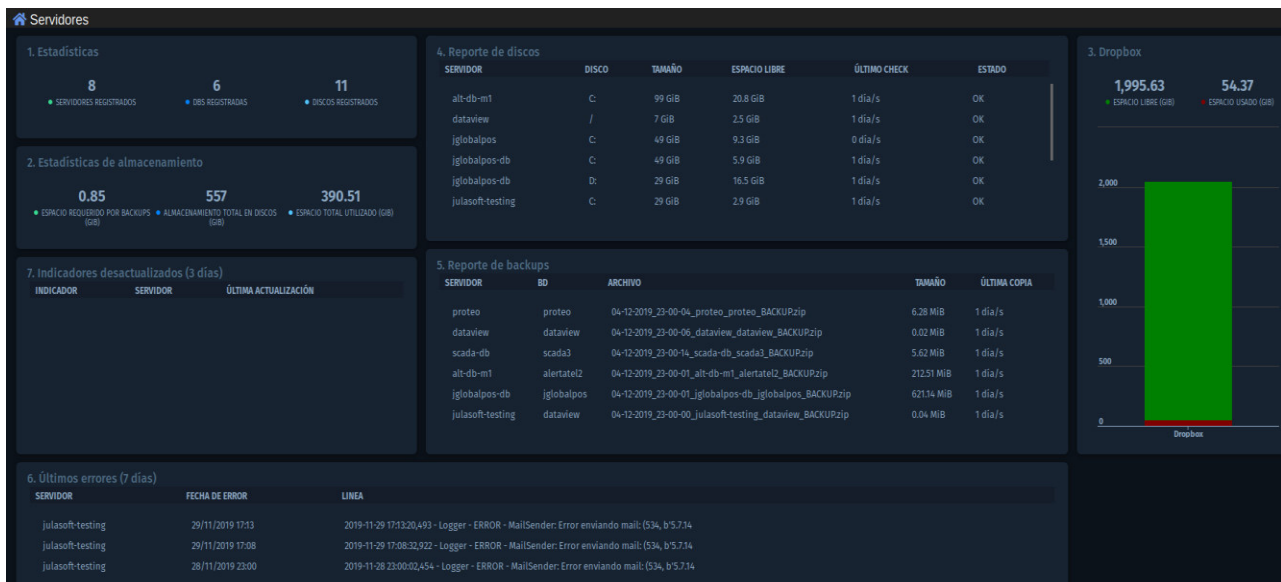 Servidores
1. Estadísticas
8 6 11
SERVIDORES REGISTRADOS DBS REGISTRADAS DISCOS REGISTRADOS
2. Estadísticas de almacenamiento
0.85 557 390.51
ESPACIO REQUERIDO POR BACKUPS (GIB) ALMACENAMIENTO TOTAL EN DISCOS (GIB) ESPACIO TOTAL UTILIZADO (GIB)
7. Indicadores desactualizados (3 días)
INDICADOR SERVIDOR ÚLTIMA ACTUALIZACIÓN
4. Reporte de discos
SERVIDOR DISCO TAMAÑO ESPACIO LIBRE ÚLTIMO CHECK ESTADO
alt-db-m1 C: 99 GiB 20.8 GiB 1 día/s OK
dataview / 7 GiB 2.5 GiB 1 día/s OK
jglobalpos C: 49 GiB 9.3 GiB 0 día/s OK
jglobalpos-db C: 49 GiB 5.9 GiB 1 día/s OK
jglobalpos-db D: 29 GiB 16.5 GiB 1 día/s OK
julasoft-testing C: 29 GiB 2.9 GiB 1 día/s OK
5. Reporte de backups
SERVIDOR BD ARCHIVO TAMAÑO ÚLTIMA COPIA
proteo proteo 04-12-2019_23-00-04_proteo_proteo_BACKUP.zip 6.28 MiB 1 día/s
dataview dataview 04-12-2019_23-00-06_dataview_dataview_BACKUP.zip 0.02 MiB 1 día/s
scada-db scada3 04-12-2019_23-00-14_scada-db_scada3_BACKUP.zip 5.62 MiB 1 día/s
alt-db-m1 alertatel2 04-12-2019_23-00-01_alt-db-m1_alertatel2_BACKUP.zip 212.51 MiB 1 día/s
jglobalpos-db jglobalpos 04-12-2019_23-00-01_jglobalpos-db_jglobalpos_BACKUP.zip 621.14 MiB 1 día/s
julasoft-testing dataview 04-12-2019_23-00-00_julasoft-testing_dataview_BACKUP.zip 0.04 MiB 1 día/s
3. Dropbox
1,995.63 54.37
ESPACIO LIBRE (GIB) ESPACIO USADO (GIB)
2,000
1,500
1,000
500
0
Dropbox
6. Últimos errores (7 días)
SERVIDOR FECHA DE ERROR LINEA
julasoft-testing 29/11/2019 17:13 2019-11-29 17:13:20,493 - Logger - ERROR - MailSender: Error enviando mail: (534, b'5.7.14
julasoft-testing 29/11/2019 17:08 2019-11-29 17:08:32,922 - Logger - ERROR - MailSender: Error enviando mail: (534, b'5.7.14
julasoft-testing 28/11/2019 23:00 2019-11-28 23:00:02,454 - Logger - ERROR - MailSender: Error enviando mail: (534, b'5.7.14